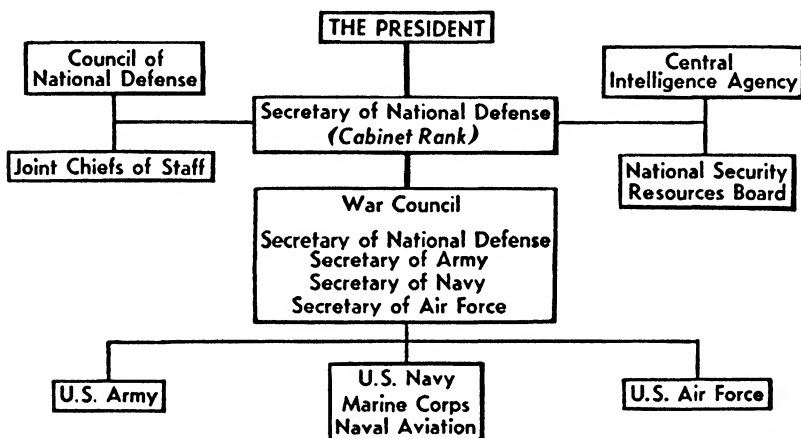 THE PRESIDENT
Council of
National Defense
Central
Intelligence Agency
Secretary of National Defense
(Cabinet Rank)
Joint Chiefs of Staff
National Security
Resources Board
War Council
Secretary of National Defense
Secretary of Army
Secretary of Navy
Secretary of Air Force
U.S. Army
U.S. Navy
Marine Corps
Naval Aviation
U.S. Air Force